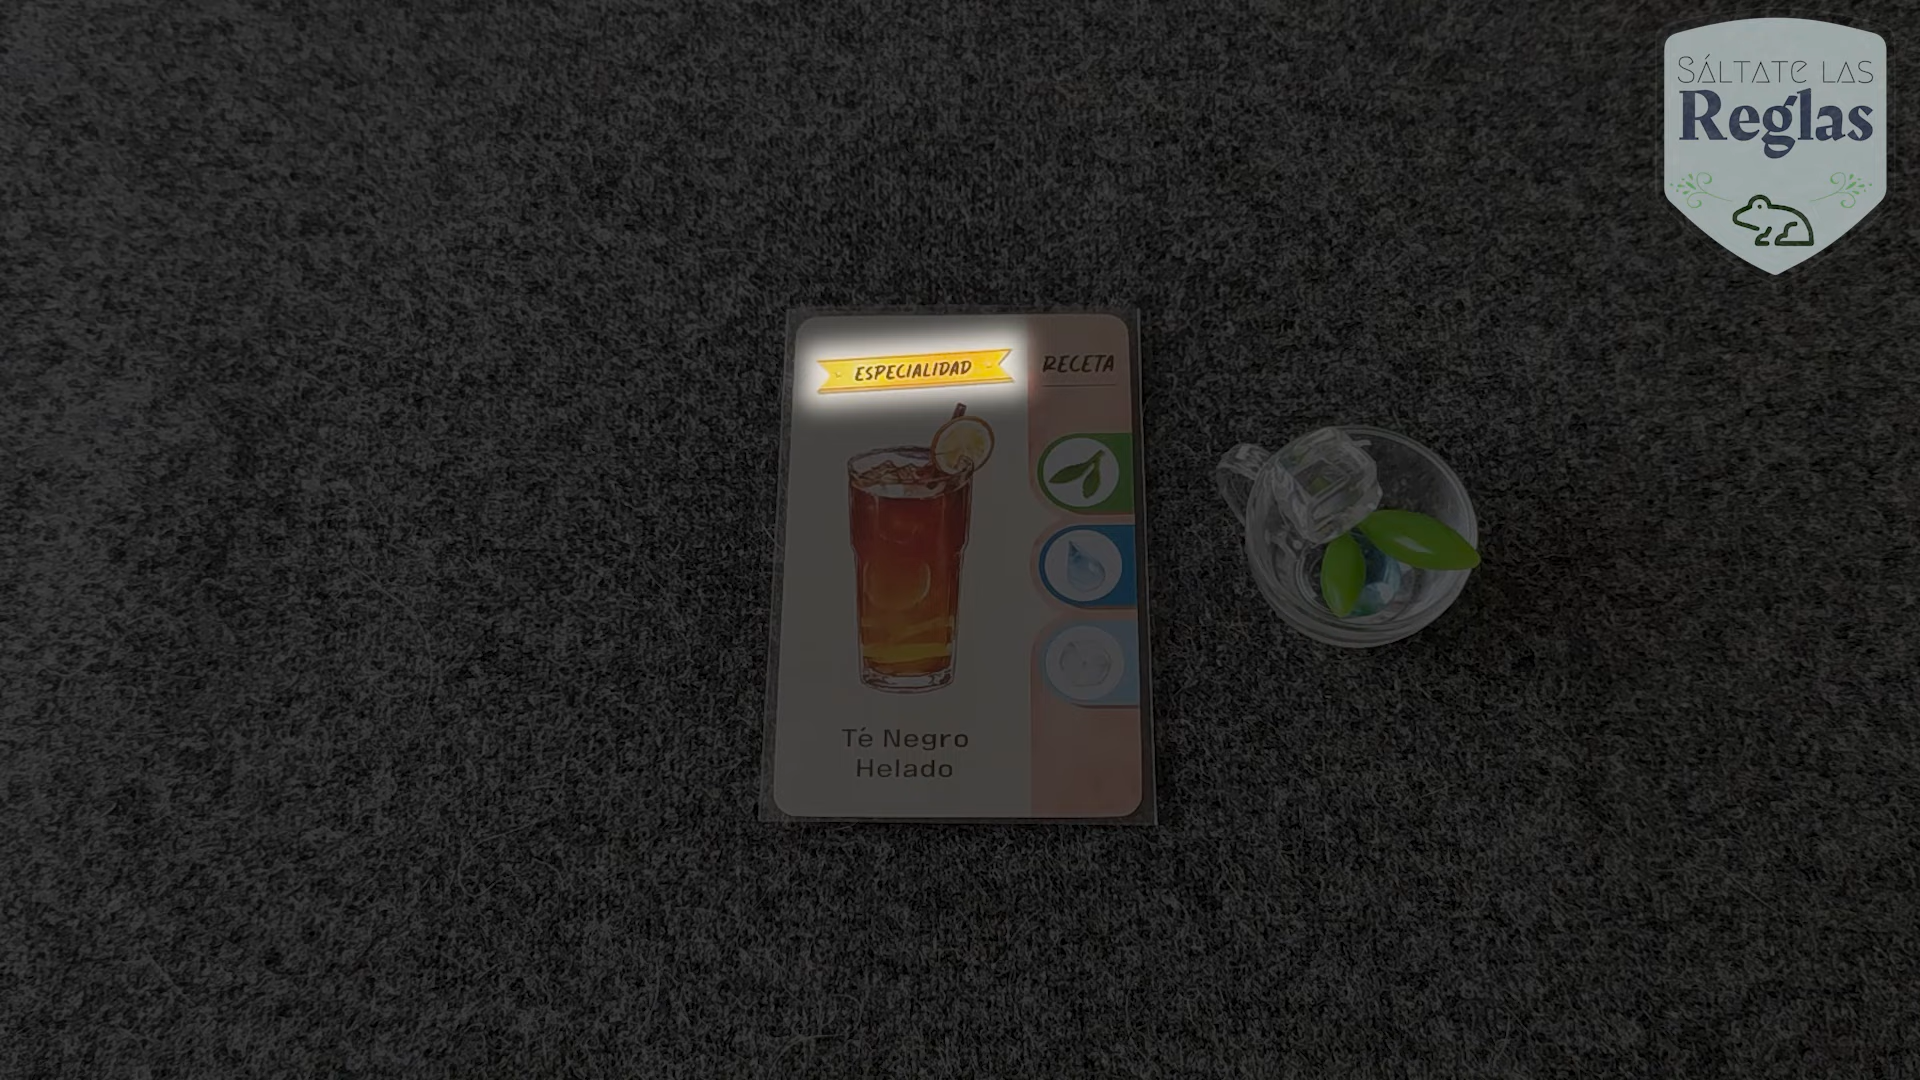 SÁLTATE LAS
Reglas
ESPECIALIDAD
RECETA
Té Negro
Helado